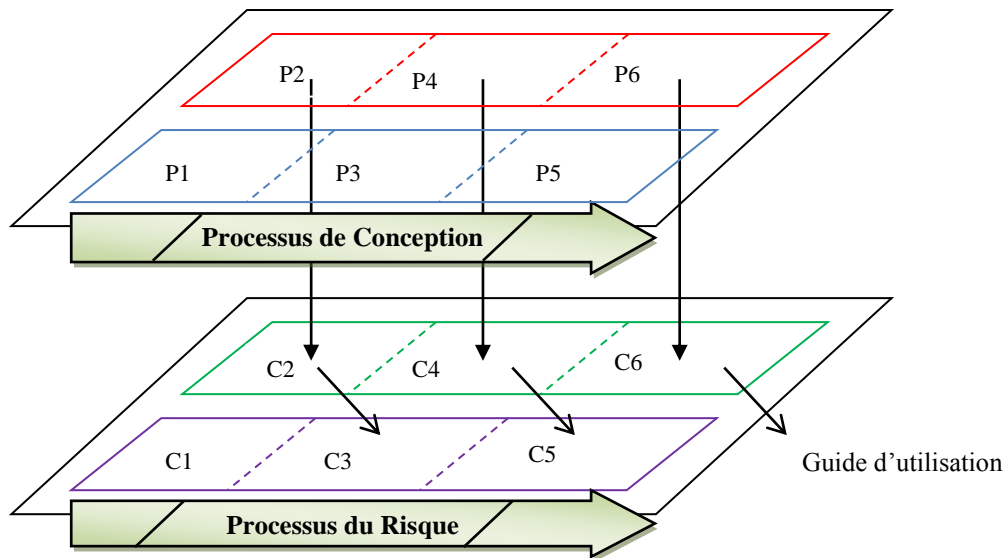 P2 P4 P6
P1 P3 P5
Processus de Conception
C2 C4 C6
C1 C3 C5
Guide d’utilisation
Processus du Risque